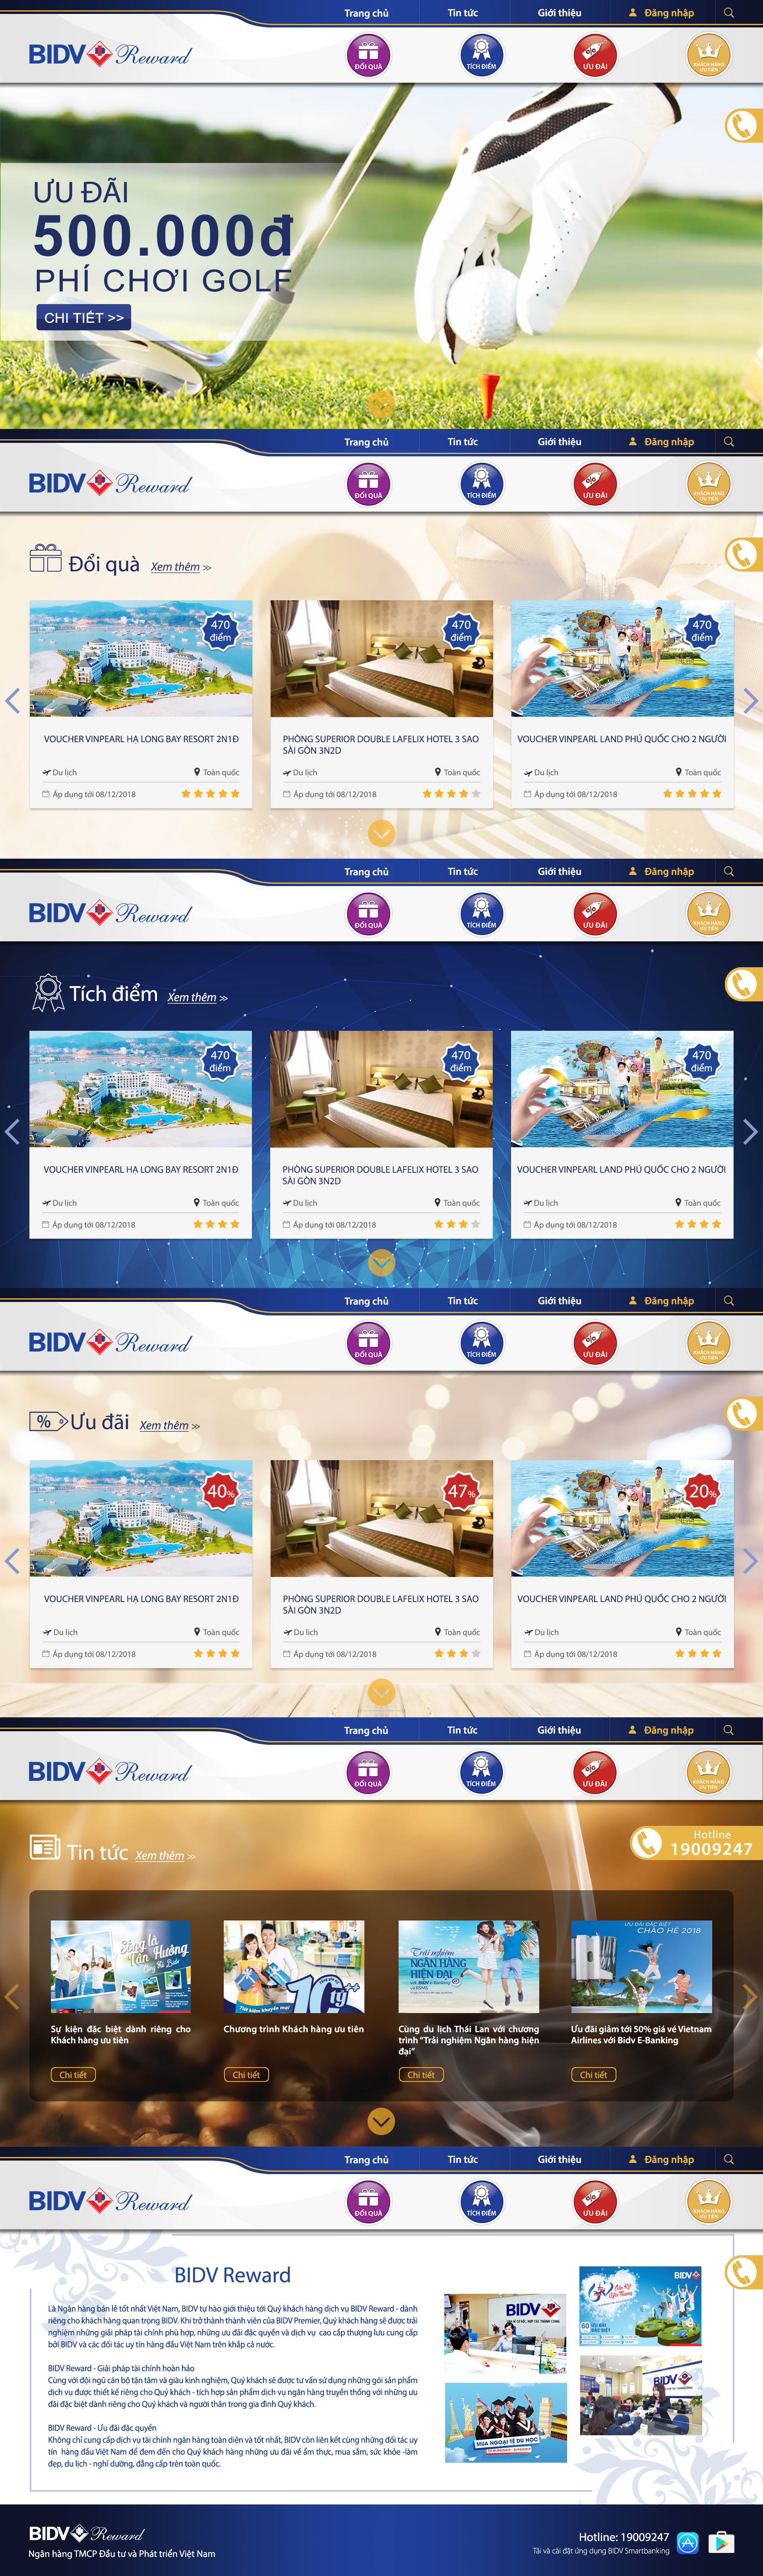 Trang chủ Tin tức Giới thiệu Đăng nhập
BIDV Reward
ĐỔI QUÀ TÍCH ĐIỂM ƯU ĐÃI KHÁCH HÀNG ƯU TIÊN
ƯU ĐÃI
500.000đ
PHÍ CHƠI GOLF
CHI TIẾT >>
Trang chủ Tin tức Giới thiệu Đăng nhập
BIDV Reward
ĐỔI QUÀ TÍCH ĐIỂM ƯU ĐÃI KHÁCH HÀNG ƯU TIÊN
Đổi quà Xem thêm >>
470 điểm 470 điểm 470 điểm
VOUCHER VINPEARL HẠ LONG BAY RESORT 2N1Đ
Du lịch Toàn quốc
Áp dụng tới 08/12/2018
PHÒNG SUPERIOR DOUBLE LAFELIX HOTEL 3 SAO
SÀI GÒN 3N2D
Du lịch Toàn quốc
Áp dụng tới 08/12/2018
VOUCHER VINPEARL LAND PHÚ QUỐC CHO 2 NGƯỜI
Du lịch Toàn quốc
Áp dụng tới 08/12/2018
Trang chủ Tin tức Giới thiệu Đăng nhập
BIDV Reward
ĐỔI QUÀ TÍCH ĐIỂM ƯU ĐÃI KHÁCH HÀNG ƯU TIÊN
Tích điểm Xem thêm >>
470 điểm 470 điểm 470 điểm
VOUCHER VINPEARL HẠ LONG BAY RESORT 2N1Đ
Du lịch Toàn quốc
Áp dụng tới 08/12/2018
PHÒNG SUPERIOR DOUBLE LAFELIX HOTEL 3 SAO
SÀI GÒN 3N2D
Du lịch Toàn quốc
Áp dụng tới 08/12/2018
VOUCHER VINPEARL LAND PHÚ QUỐC CHO 2 NGƯỜI
Du lịch Toàn quốc
Áp dụng tới 08/12/2018
Trang chủ Tin tức Giới thiệu Đăng nhập
BIDV Reward
ĐỔI QUÀ TÍCH ĐIỂM ƯU ĐÃI KHÁCH HÀNG ƯU TIÊN
% Ưu đãi Xem thêm >>
40% 47% 20%
VOUCHER VINPEARL HẠ LONG BAY RESORT 2N1Đ
Du lịch Toàn quốc
Áp dụng tới 08/12/2018
PHÒNG SUPERIOR DOUBLE LAFELIX HOTEL 3 SAO
SÀI GÒN 3N2D
Du lịch Toàn quốc
Áp dụng tới 08/12/2018
VOUCHER VINPEARL LAND PHÚ QUỐC CHO 2 NGƯỜI
Du lịch Toàn quốc
Áp dụng tới 08/12/2018
Trang chủ Tin tức Giới thiệu Đăng nhập
BIDV Reward
ĐỔI QUÀ TÍCH ĐIỂM ƯU ĐÃI KHÁCH HÀNG ƯU TIÊN
Hotline
19009247
Tin tức Xem thêm >>
Sống là Tận Hưởng
Sự kiện đặc biệt dành riêng cho
Khách hàng ưu tiên
Chi tiết
10 tỷ++
Tiết kiệm khuyến mại
Chương trình Khách hàng ưu tiên
Chi tiết
Trải nghiệm
NGÂN HÀNG
HIỆN ĐẠI
Cùng du lịch Thái Lan với chương
trình "Trải nghiệm Ngân hàng hiện
đại"
Chi tiết
ƯU ĐÃI ĐẶC BIỆT
CHÀO HÈ 2018
Ưu đãi giảm tới 50% giá vé Vietnam
Airlines với Bidv E-Banking
Chi tiết
Trang chủ Tin tức Giới thiệu Đăng nhập
BIDV Reward
ĐỔI QUÀ TÍCH ĐIỂM ƯU ĐÃI KHÁCH HÀNG ƯU TIÊN
BIDV Reward
Là Ngân hàng bán lẻ tốt nhất Việt Nam, BIDV tự hào giới thiệu tới Quý khách hàng dịch vụ BIDV Reward - dành
riêng cho khách hàng quan trọng BIDV. Khi trở thành thành viên của BIDV Premier, Quý khách hàng sẽ được trải
nghiệm những giải pháp tài chính phù hợp, những ưu đãi đặc quyền và dịch vụ cao cấp thượng lưu cung cấp
bởi BIDV và các đối tác uy tín hàng đầu Việt Nam trên khắp cả nước.
BIDV Reward - Giải pháp tài chính hoàn hảo
Cùng với đội ngũ cán bộ tận tâm và giàu kinh nghiệm, Quý khách sẽ được tư vấn sử dụng những gói sản phẩm
dịch vụ được thiết kế riêng cho Quý khách - tích hợp sản phẩm dịch vụ ngân hàng truyền thống với những ưu
đãi đặc biệt dành riêng cho Quý khách và người thân trong gia đình Quý khách.
BIDV Reward - Ưu đãi đặc quyền
Không chỉ cung cấp dịch vụ tài chính ngân hàng toàn diện và tốt nhất, BIDV còn liên kết cùng những đối tác uy
tín hàng đầu Việt Nam để đem đến cho Quý khách hàng những ưu đãi về ẩm thực, mua sắm, sức khỏe -làm
đẹp, du lịch - nghỉ dưỡng, đẳng cấp trên toàn quốc.
BIDV
BIDV
60 ƯU ĐÃI ĐẶC BIỆT
MUA NGOẠI TỆ DU HỌC
BIDV
BIDV Reward
Ngân hàng TMCP Đầu tư và Phát triển Việt Nam
Hotline: 19009247
Tải và cài đặt ứng dụng BIDV Smartbanking